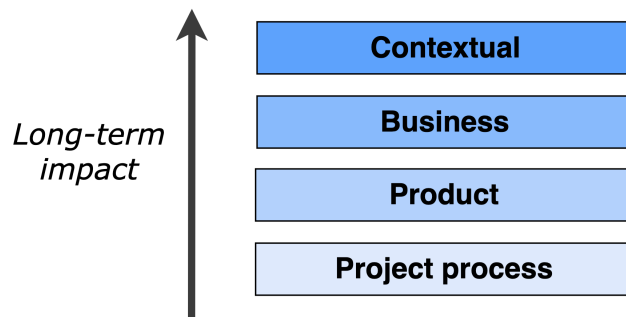 Contextual
Business
Long-term
impact
Product
Project process